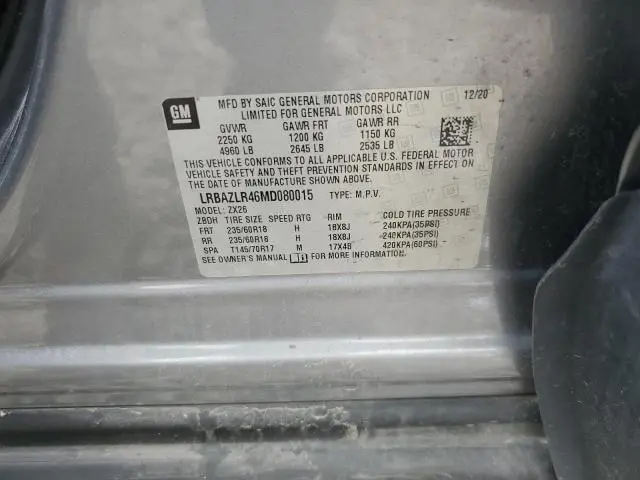 GM
MFD BY SAIC GENERAL MOTORS CORPORATION 12/20
LIMITED FOR GENERAL MOTORS LLC
GVWR GAWR FRT GAWR RR
2250 KG 1200 KG 1150 KG
4960 LB 2645 LB 2535 LB
THIS VEHICLE CONFORMS TO ALL APPLICABLE U.S. FEDERAL MOTOR
VEHICLE SAFETY AND THEFT PREVENTION STANDARDS IN EFFECT ON
THE DATE OF MANUFACTURE SHOWN ABOVE.
LRBAZLR46MD080015 TYPE: M.P.V.
MODEL: ZX26
ZBDH TIRE SIZE SPEED RTG RIM COLD TIRE PRESSURE
FRT 235/60R18 H 18X8J 240KPA(35PSI)
RR 235/60R18 H 18X8J 240KPA(35PSI)
SPA T145/70R17 M 17X4B 420KPA(60PSI)
SEE OWNER'S MANUAL FOR MORE INFORMATION.